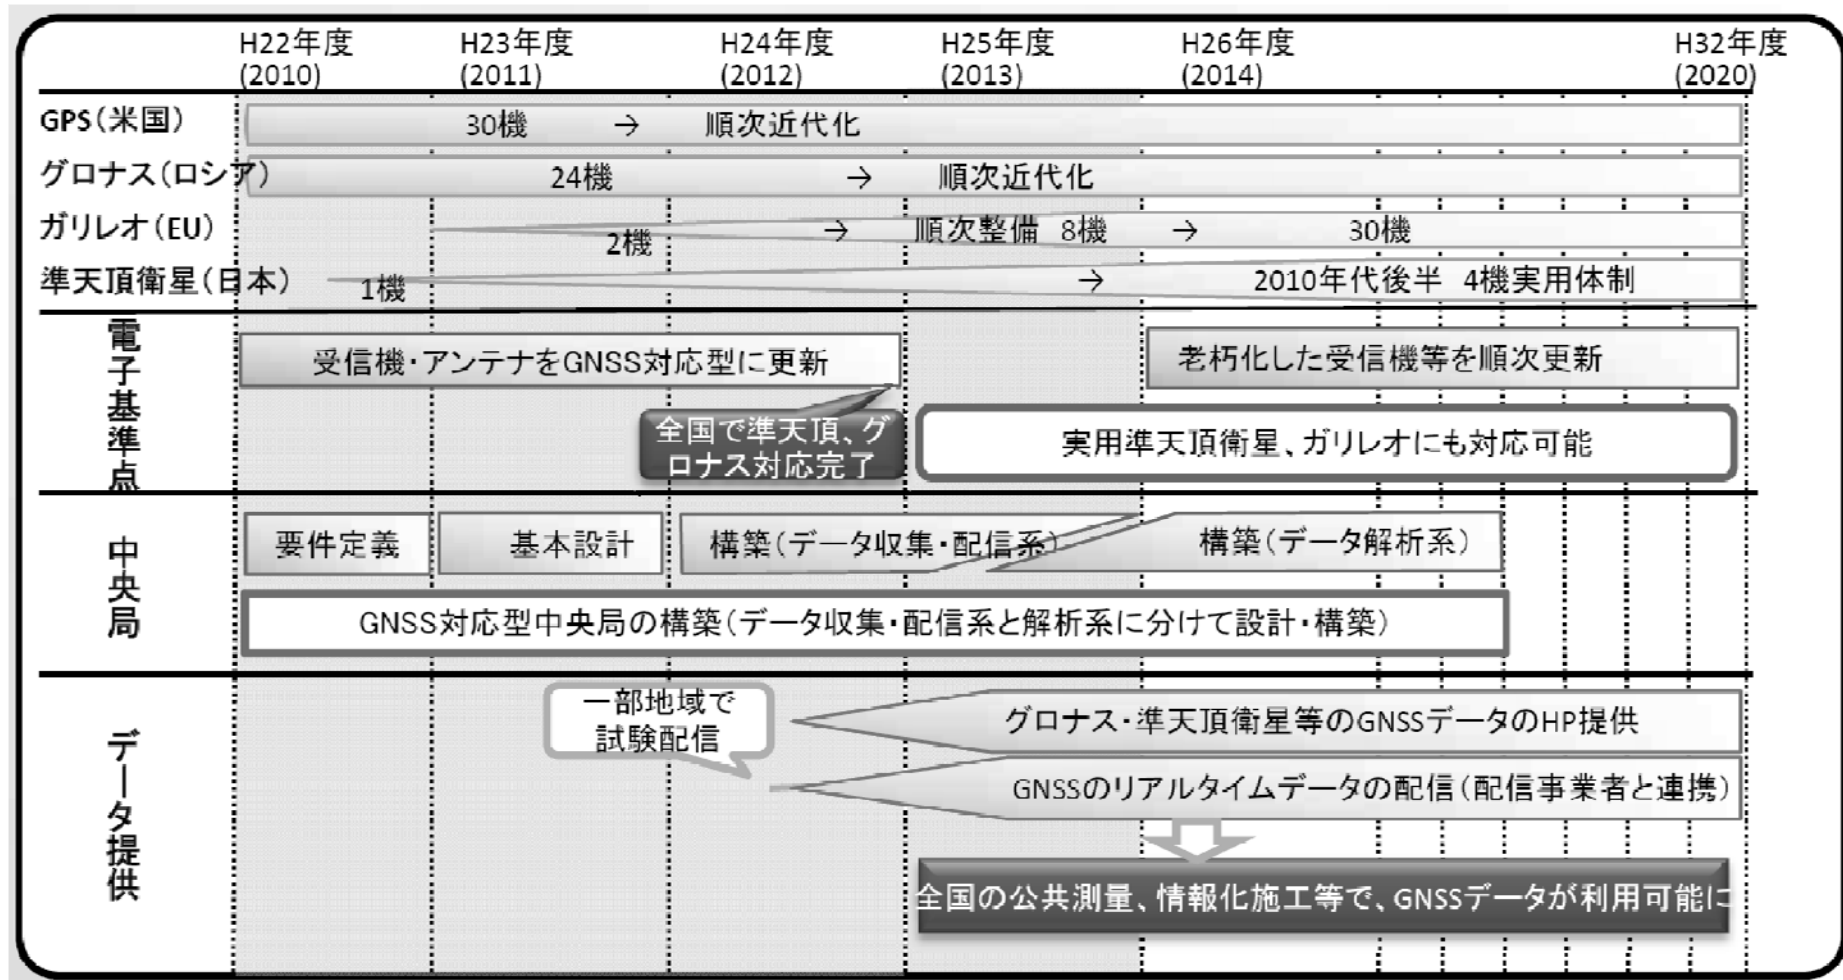 H22年度 H23年度 H24年度 H25年度 H26年度 H32年度
(2010) (2011) (2012) (2013) (2014) (2020)
GPS(米国) 30機 → 順次近代化
グロナス(ロシア) 24機 → 順次近代化
ガリレオ(EU) 2機 → 順次整備 8機 → 30機
準天頂衛星(日本) 1機 → 2010年代後半 4機実用体制
電子基準点
受信機・アンテナをGNSS対応型に更新
老朽化した受信機等を順次更新
全国で準天頂、グ
ロナス対応完了
実用準天頂衛星、ガリレオにも対応可能
中央局
要件定義 基本設計 構築(データ収集・配信系) 構築(データ解析系)
GNSS対応型中央局の構築(データ収集・配信系と解析系に分けて設計・構築)
データ提供
一部地域で
試験配信
グロナス・準天頂衛星等のGNSSデータのHP提供
GNSSのリアルタイムデータの配信(配信事業者と連携)
全国の公共測量、情報化施工等で、GNSSデータが利用可能に